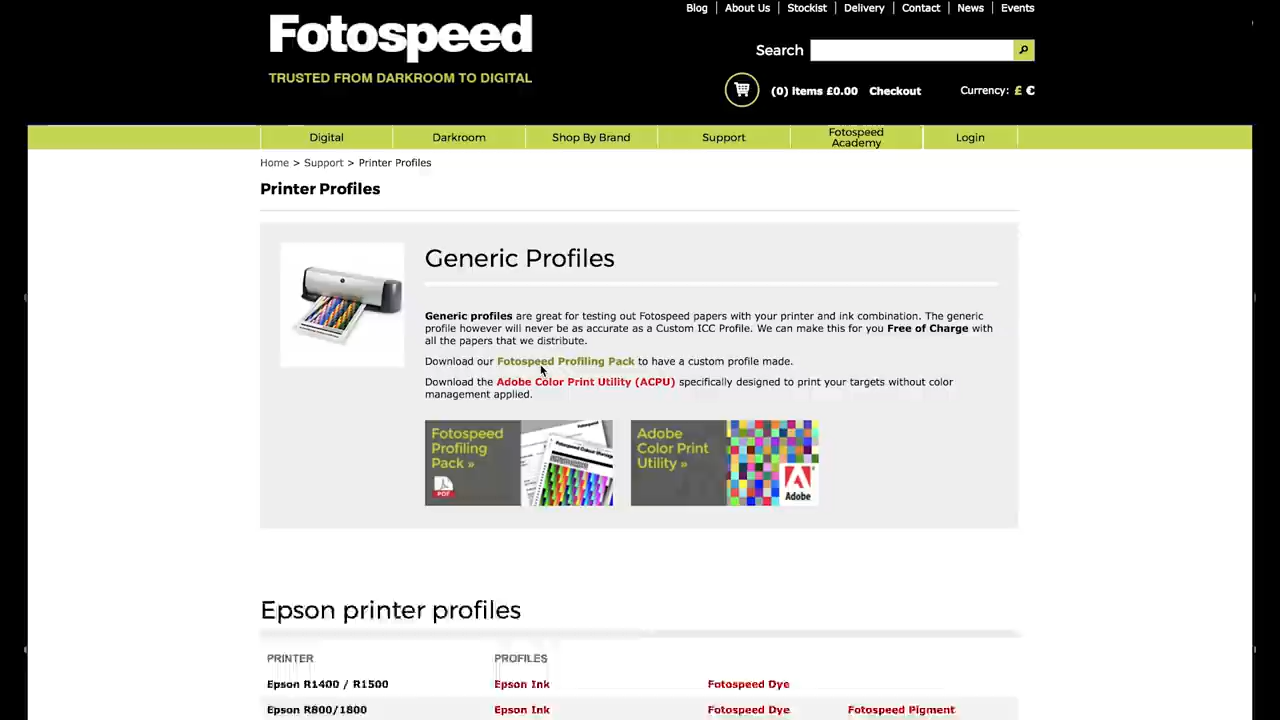 Fotospeed
TRUSTED FROM DARKROOM TO DIGITAL
Blog | About Us | Stockist | Delivery | Contact | News | Events
Search
(0) Items £0.00 Checkout Currency: £ €
Digital Darkroom Shop By Brand Support Fotospeed Academy Login
Home > Support > Printer Profiles
Printer Profiles
Generic Profiles
Generic profiles are great for testing out Fotospeed papers with your printer and ink combination. The generic
profile however will never be as accurate as a Custom ICC Profile. We can make this for you Free of Charge with
all the papers that we distribute.
Download our Fotospeed Profiling Pack to have a custom profile made.
Download the Adobe Color Print Utility (ACPU) specifically designed to print your targets without color
management applied.
Fotospeed
Profiling
Pack »
PDF
Adobe
Color Print
Utility »
Adobe
Epson printer profiles
PRINTER PROFILES
Epson R1400 / R1500 Epson Ink Fotospeed Dye
Epson R800/1800 Epson Ink Fotospeed Dye Fotospeed Pigment